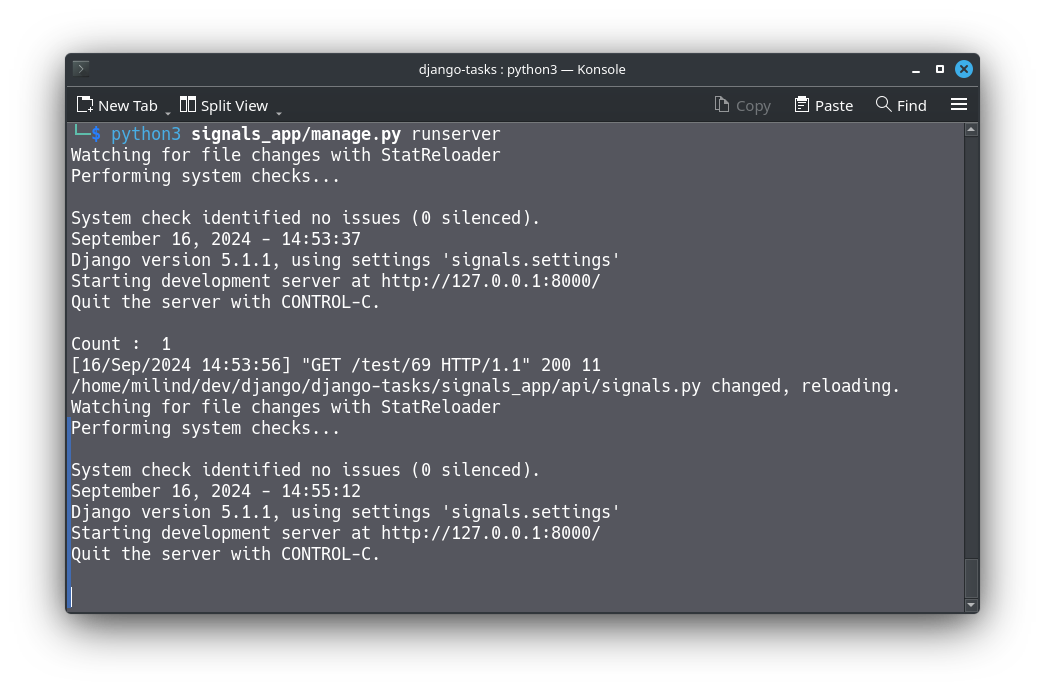 django-tasks : python3 — Konsole
New Tab Split View Copy Paste Find
└─$ python3 signals_app/manage.py runserver
Watching for file changes with StatReloader
Performing system checks...
System check identified no issues (0 silenced).
September 16, 2024 - 14:53:37
Django version 5.1.1, using settings 'signals.settings'
Starting development server at http://127.0.0.1:8000/
Quit the server with CONTROL-C.
Count :  1
[16/Sep/2024 14:53:56] "GET /test/69 HTTP/1.1" 200 11
/home/milind/dev/django/django-tasks/signals_app/api/signals.py changed, reloading.
Watching for file changes with StatReloader
Performing system checks...
System check identified no issues (0 silenced).
September 16, 2024 - 14:55:12
Django version 5.1.1, using settings 'signals.settings'
Starting development server at http://127.0.0.1:8000/
Quit the server with CONTROL-C.